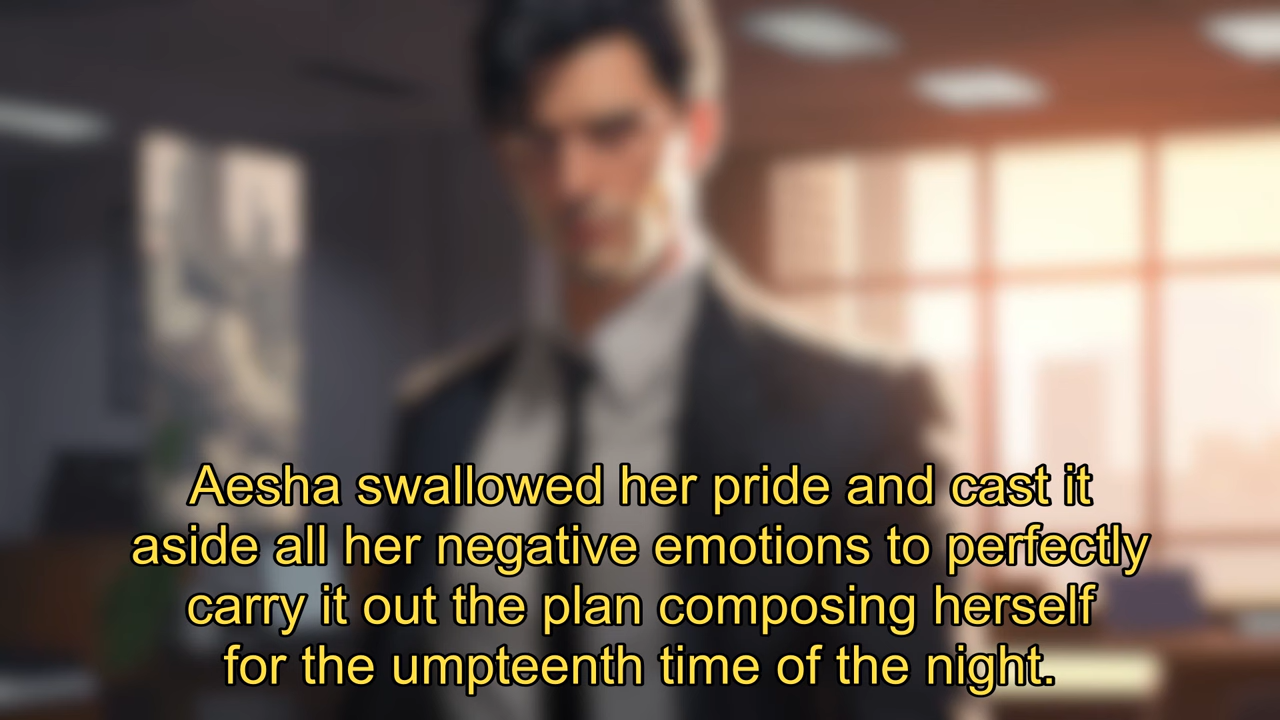 Aesha swallowed her pride and cast it
aside all her negative emotions to perfectly
carry it out the plan composing herself
for the umpteenth time of the night.